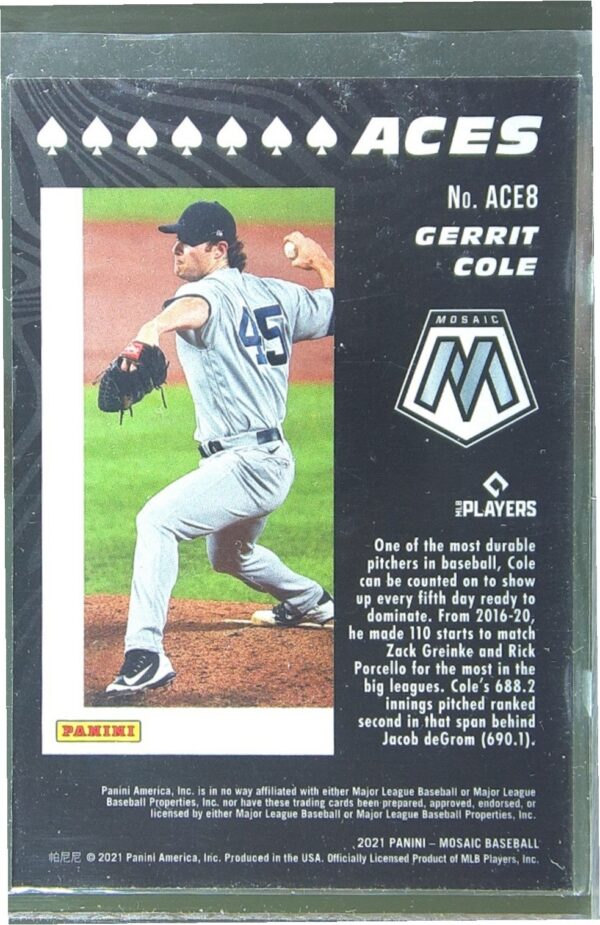 ACES
No. ACE8
GERRIT
COLE
45
MOSAIC
M
MLB PLAYERS
One of the most durable
pitchers in baseball, Cole
can be counted on to show
up every fifth day ready to
dominate. From 2016-20,
he made 110 starts to match
Zack Greinke and Rick
Porcello for the most in the
big leagues. Cole's 688.2
innings pitched ranked
second in that span behind
Jacob deGrom (690.1).
PANINI
Panini America, Inc. is in no way affiliated with either Major League Baseball or Major League
Baseball Properties, Inc. nor have these trading cards been prepared, approved, endorsed, or
licensed by either Major League Baseball or Major League Baseball Properties, Inc.
2021 PANINI – MOSAIC BASEBALL
帕尼尼 © 2021 Panini America, Inc. Produced in the USA. Officially Licensed Product of MLB Players, Inc.